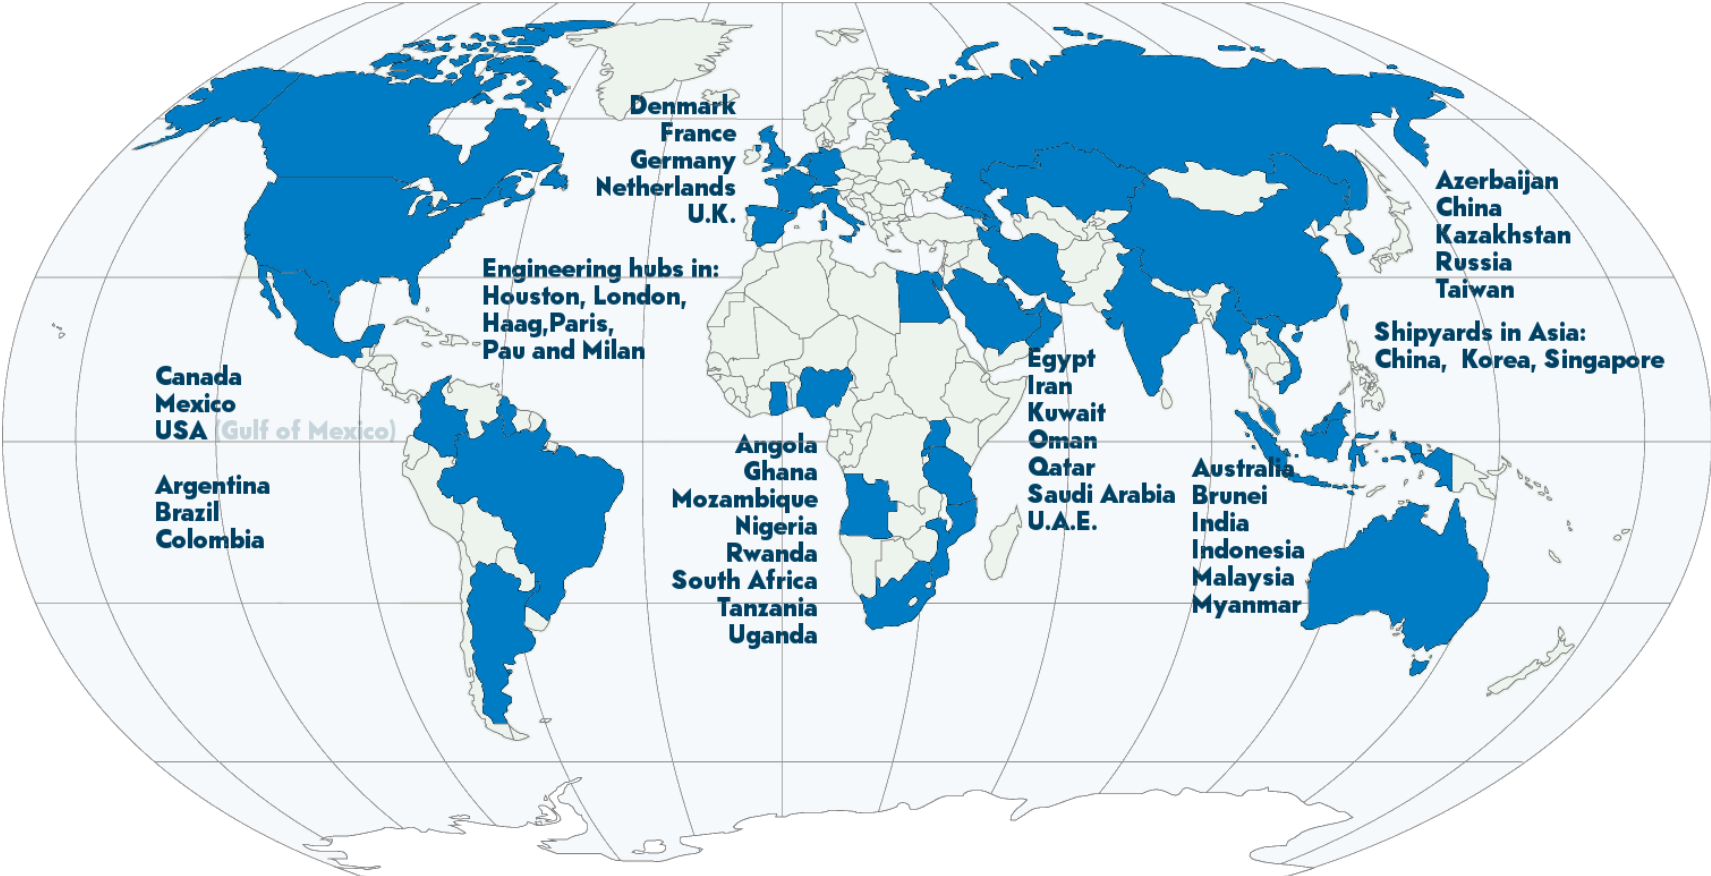 Denmark
France
Germany
Netherlands
U.K.
Engineering hubs in:
Houston, London,
Haag,Paris,
Pau and Milan
Azerbaijan
China
Kazakhstan
Russia
Taiwan
Shipyards in Asia:
China, Korea, Singapore
Canada
Mexico
USA (Gulf of Mexico)
Argentina
Brazil
Colombia
Angola
Ghana
Mozambique
Nigeria
Rwanda
South Africa
Tanzania
Uganda
Egypt
Iran
Kuwait
Oman
Qatar
Saudi Arabia
U.A.E.
Australia
Brunei
India
Indonesia
Malaysia
Myanmar